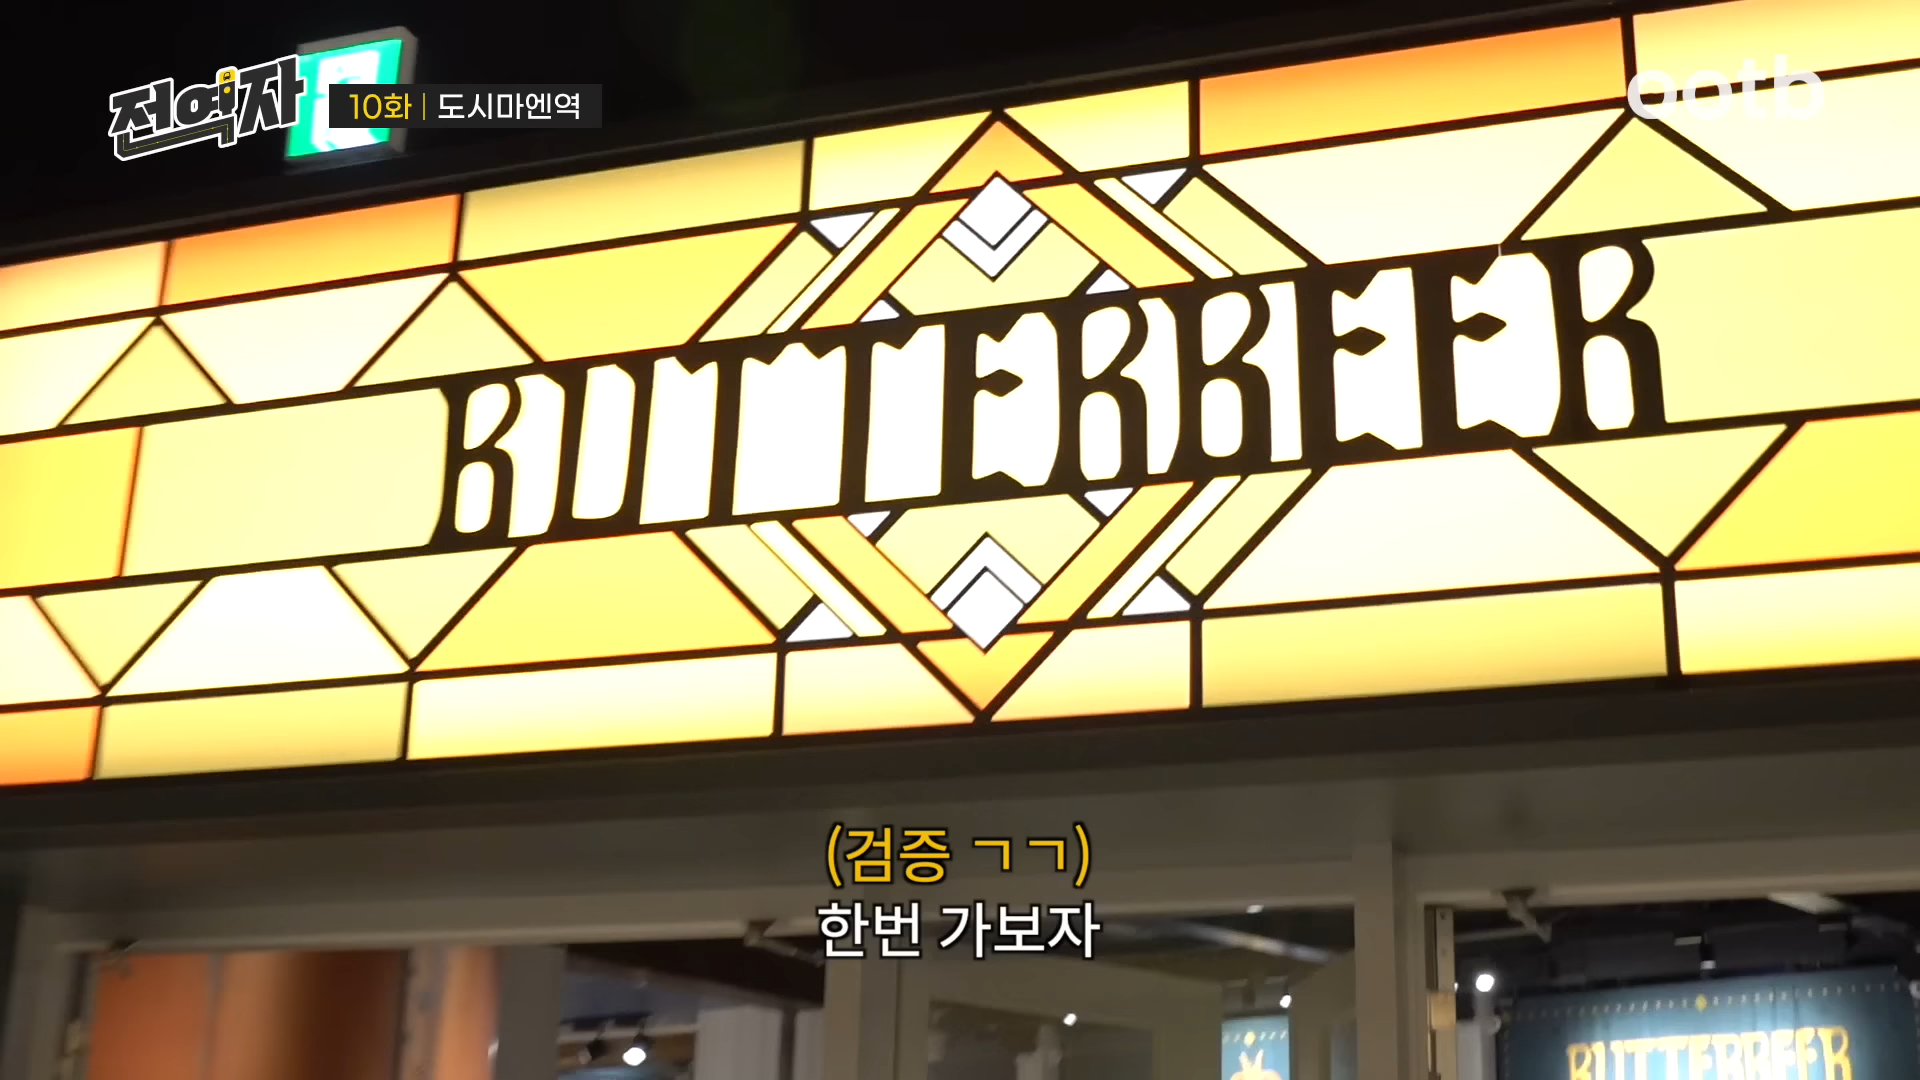 전역자
10화 | 도시마엔역
ootb
BUTTERBEER
(검증 ㄱㄱ)
한번 가보자
BUTTERBEER